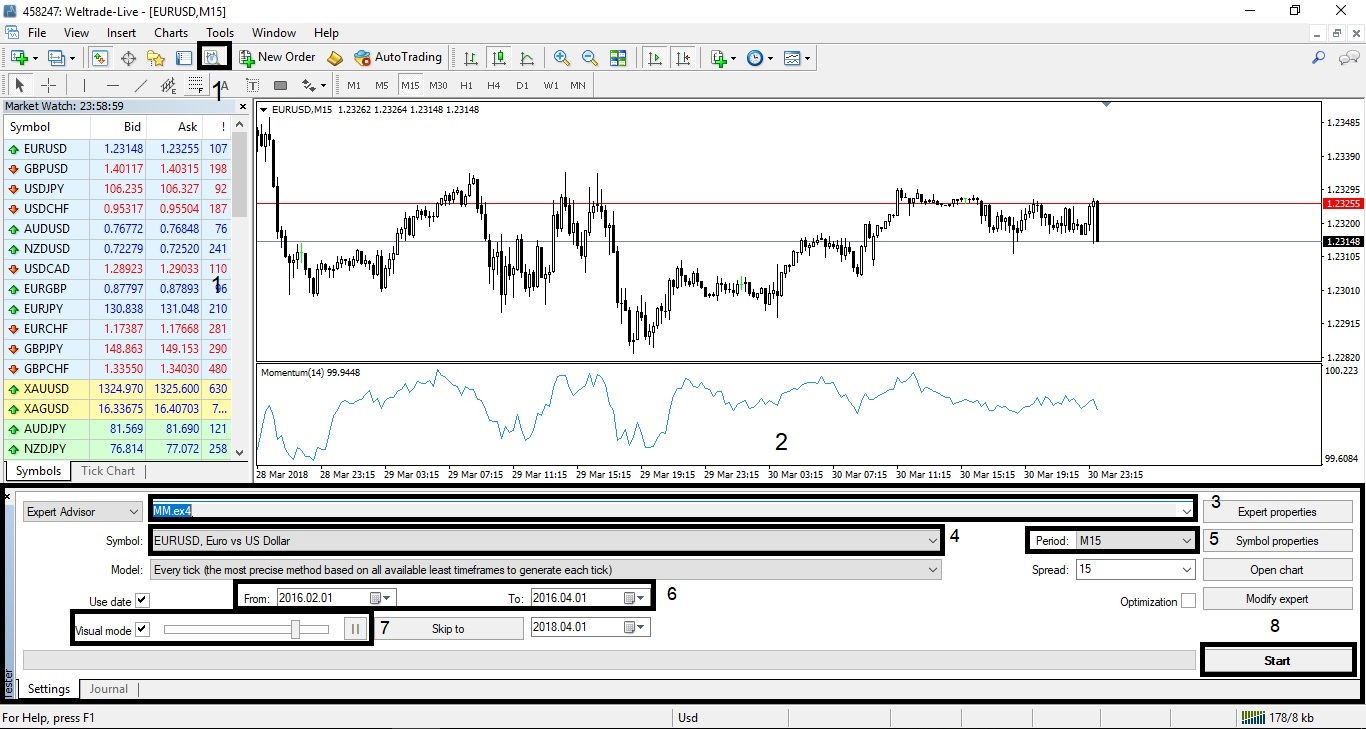 458247: Weltrade-Live - [EURUSD,M15]
File View Insert Charts Tools Window Help
New Order AutoTrading
1
A T M1 M5 M15 M30 H1 H4 D1 W1 MN
Market Watch: 23:58:59
Symbol Bid Ask !
EURUSD 1.23148 1.23255 107
GBPUSD 1.40117 1.40315 198
USDJPY 106.235 106.327 92
USDCHF 0.95317 0.95504 187
AUDUSD 0.76772 0.76848 76
NZDUSD 0.72279 0.72520 241
USDCAD 1.28923 1.29033 110
EURGBP 0.87797 0.87893 96
1
EURJPY 130.838 131.048 210
EURCHF 1.17387 1.17668 281
GBPJPY 148.863 149.153 290
GBPCHF 1.33550 1.34030 480
XAUUSD 1324.970 1325.600 630
XAGUSD 16.33675 16.40703 7...
AUDJPY 81.569 81.690 121
NZDJPY 76.814 77.072 258
Symbols Tick Chart
EURUSD,M15 1.23262 1.23264 1.23148 1.23148
1.23485
1.23390
1.23295
1.23255
1.23200
1.23148
1.23105
1.23010
1.22915
1.22820
Momentum(14) 99.9448
100.223
2
99.6084
28 Mar 2018 28 Mar 23:15 29 Mar 03:15 29 Mar 07:15 29 Mar 11:15 29 Mar 15:15 29 Mar 19:15 29 Mar 23:15 30 Mar 03:15 30 Mar 07:15 30 Mar 11:15 30 Mar 15:15 30 Mar 19:15 30 Mar 23:15
Expert Advisor MM.ex4 3 Expert properties
Symbol: EURUSD, Euro vs US Dollar 4 Period: M15 5 Symbol properties
Model: Every tick (the most precise method based on all available least timeframes to generate each tick) Spread: 15 Open chart
Use date From: 2016.02.01 To: 2016.04.01 6 Optimization Modify expert
Visual mode 7 Skip to 2018.04.01 8
Start
Tester
Settings Journal
For Help, press F1 Usd 178/8 kb